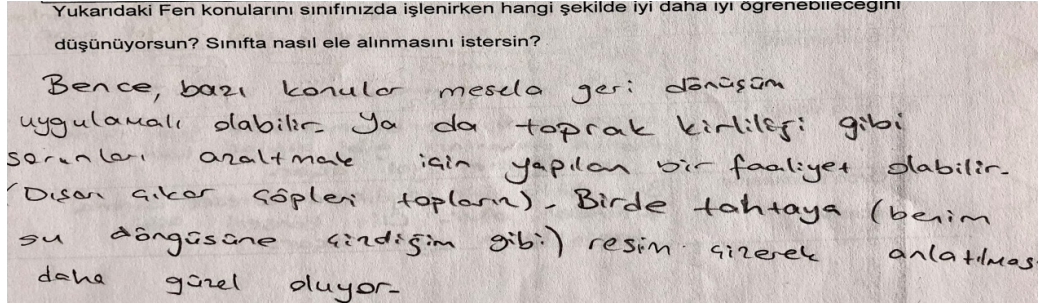 Yukarıdaki Fen konularını sınıfınızda işlenirken hangi şekilde iyi daha iyi öğrenebileceğini
düşünüyorsun? Sınıfta nasıl ele alınmasını istersin?
Bence, bazı konular mesela geri dönüşüm
uygulamalı olabilir. Ya da toprak kirliliği gibi
sorunları azaltmak için yapılan bir faaliyet olabilir.
(Dışarı çıkar çöpleri toplarız). Birde tahtaya (benim
su döngüsüne çizdiğim gibi) resim çizerek anlatılmas
daha güzel oluyor.